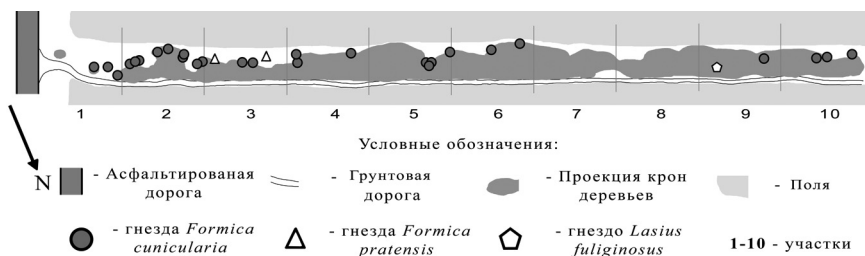 1 2 3 4 5 6 7 8 9 10
Условные обозначения:
N
- Асфальтированая
дорога
- Грунтовая
дорога
- Проекция крон
деревьев
- Поля
- гнезда Formica
cunicularia
- гнезда Formica
pratensis
- гнездо Lasius
fuliginosus
1-10 - участки